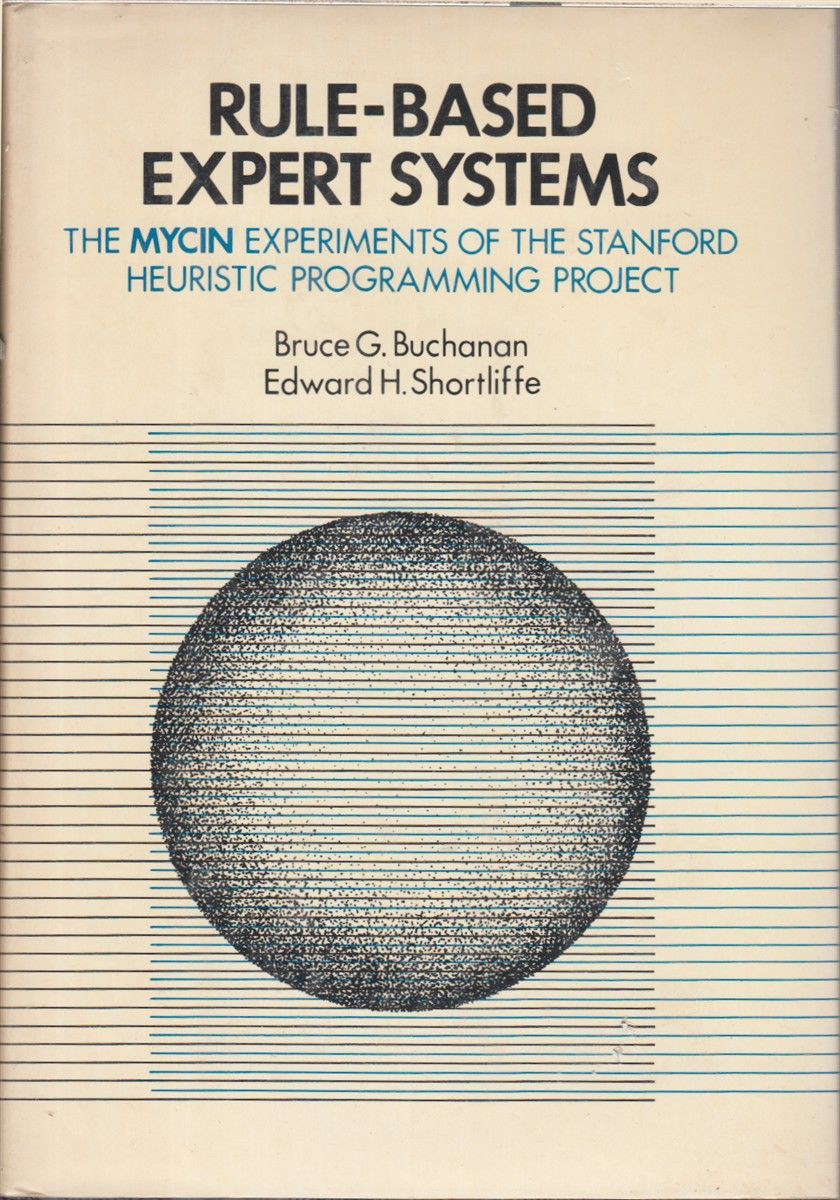 RULE-BASED
EXPERT SYSTEMS
THE MYCIN EXPERIMENTS OF THE STANFORD
HEURISTIC PROGRAMMING PROJECT
Bruce G. Buchanan
Edward H. Shortliffe